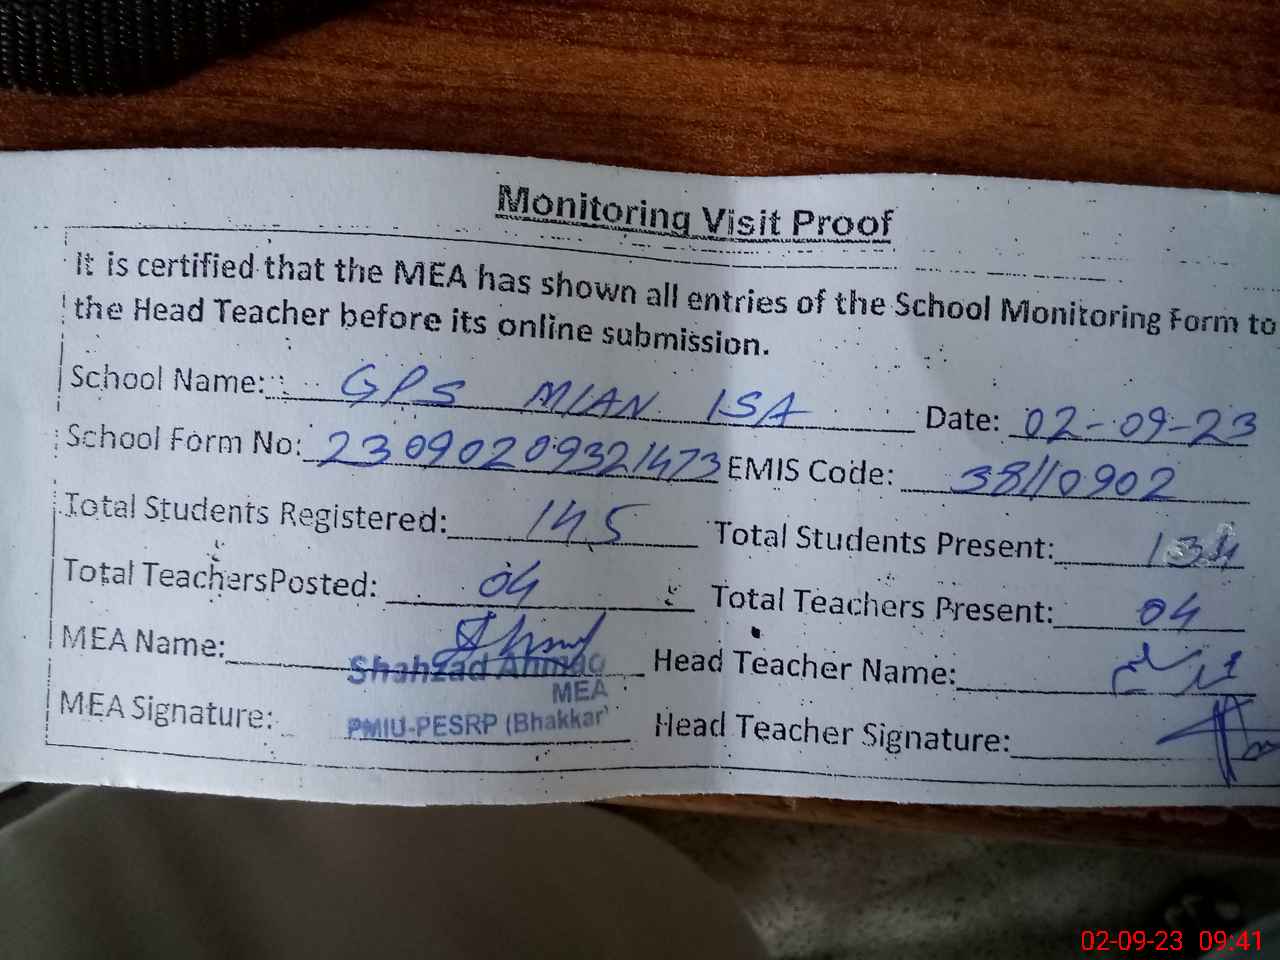 Monitoring Visit Proof
It is certified that the MEA has shown all entries of the School Monitoring Form to
the Head Teacher before its online submission.
School Name: GPS MIAN ISA Date: 02-09-23
School Form No: 23090209321473 EMIS Code: 38110902
Total Students Registered: 145 Total Students Present: 134
Total TeachersPosted: 04 Total Teachers Present: 04
MEA Name: Shahzad Ahmad Head Teacher Name:
MEA
MEA Signature: PMIU-PESRP (Bhakkar) Head Teacher Signature:
02-09-23 09:41